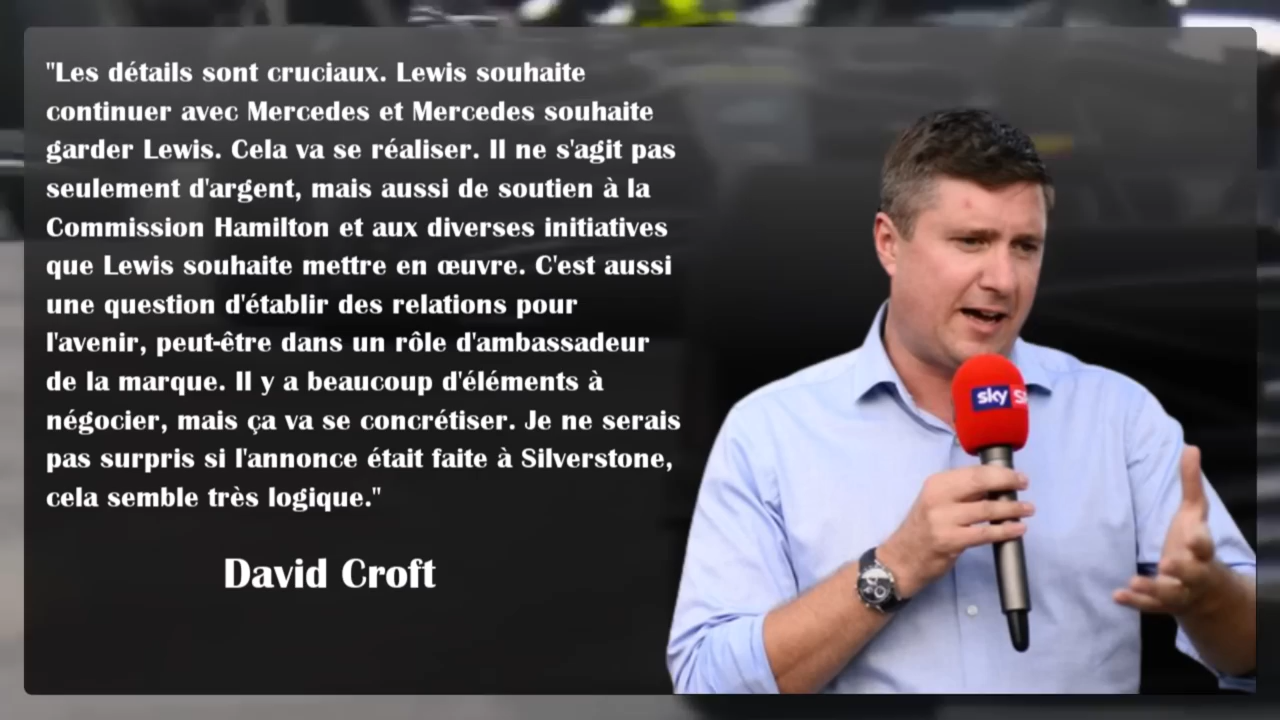 "Les détails sont cruciaux. Lewis souhaite
continuer avec Mercedes et Mercedes souhaite
garder Lewis. Cela va se réaliser. Il ne s'agit pas
seulement d'argent, mais aussi de soutien à la
Commission Hamilton et aux diverses initiatives
que Lewis souhaite mettre en œuvre. C'est aussi
une question d'établir des relations pour
l'avenir, peut-être dans un rôle d'ambassadeur
de la marque. Il y a beaucoup d'éléments à
négocier, mais ça va se concrétiser. Je ne serais
pas surpris si l'annonce était faite à Silverstone,
cela semble très logique."
David Croft
sky